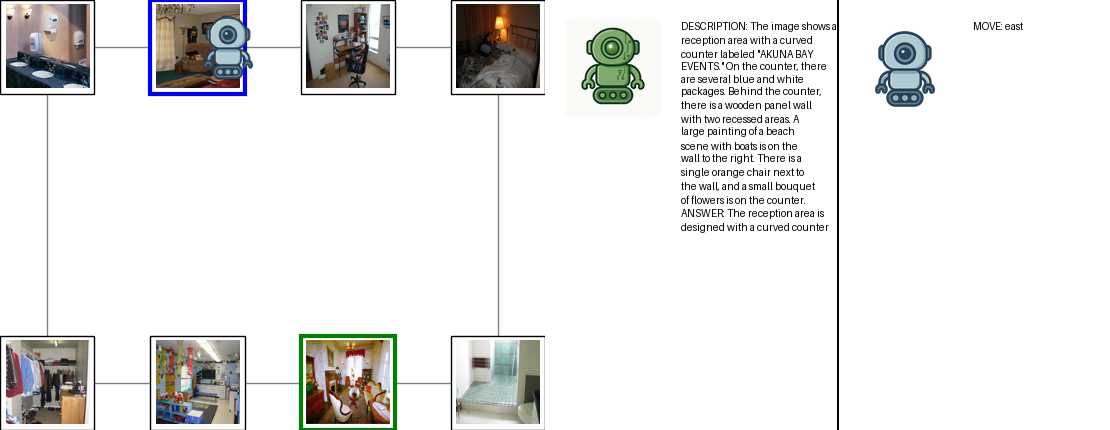 DESCRIPTION: The image shows a
reception area with a curved
counter labeled "AKUNA BAY
EVENTS." On the counter, there
are several blue and white
packages. Behind the counter,
there is a wooden panel wall
with two recessed areas. A
large painting of a beach
scene with boats is on the
wall to the right. There is a
single orange chair next to
the wall, and a small bouquet
of flowers is on the counter.
ANSWER: The reception area is
designed with a curved counter
MOVE: east